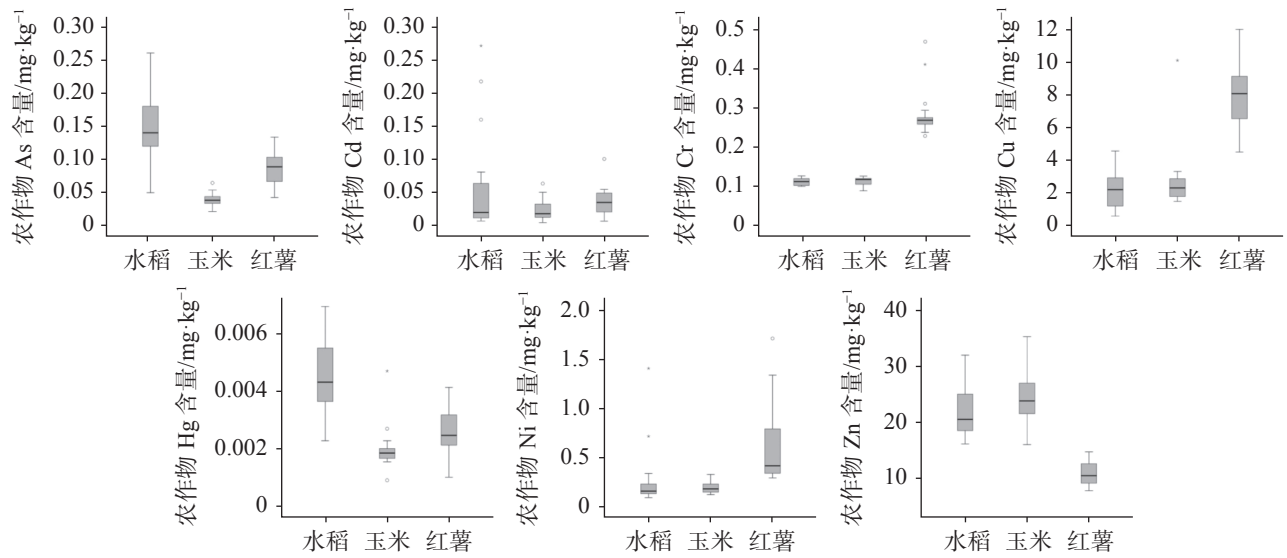 农作物 As 含量/mg·kg⁻¹
0.30
0.25
0.20
0.15
0.10
0.05
0
水稻 玉米 红薯
农作物 Cd 含量/mg·kg⁻¹
0.30
0.25
0.20
0.15
0.10
0.05
0
水稻 玉米 红薯
农作物 Cr 含量/mg·kg⁻¹
0.5
0.4
0.3
0.2
0.1
0
水稻 玉米 红薯
农作物 Cu 含量/mg·kg⁻¹
12
10
8
6
4
2
0
水稻 玉米 红薯
农作物 Hg 含量/mg·kg⁻¹
0.006
0.004
0.002
0
水稻 玉米 红薯
农作物 Ni 含量/mg·kg⁻¹
2.0
1.5
1.0
0.5
0
水稻 玉米 红薯
农作物 Zn 含量/mg·kg⁻¹
40
30
20
10
水稻 玉米 红薯